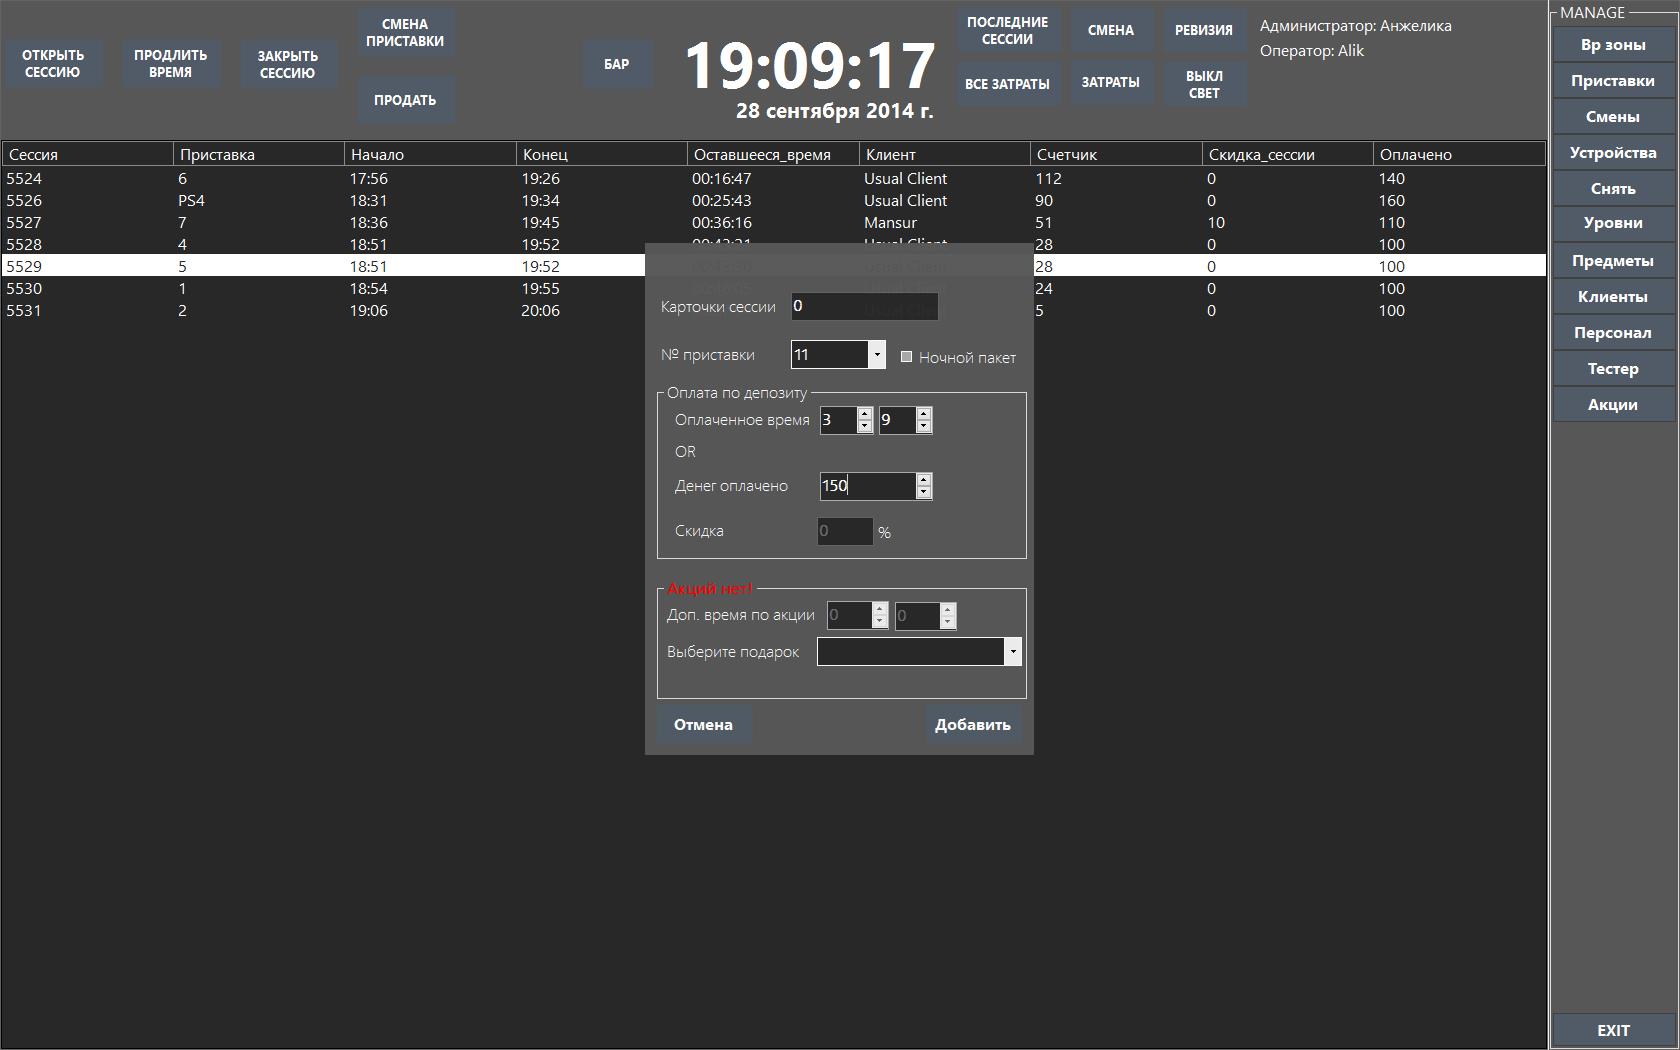 ОТКРЫТЬ
СЕССИЮ
ПРОДЛИТЬ
ВРЕМЯ
ЗАКРЫТЬ
СЕССИЮ
СМЕНА
ПРИСТАВКИ
ПРОДАТЬ
БАР
19:09:17
28 сентября 2014 г.
ПОСЛЕДНИЕ
СЕССИИ
СМЕНА
РЕВИЗИЯ
ВСЕ ЗАТРАТЫ
ЗАТРАТЫ
ВЫКЛ
СВЕТ
Администратор: Анжелика
Оператор: Alik
Сессия Приставка Начало Конец Оставшееся_время Клиент Счетчик Скидка_сессии Оплачено
5524 6 17:56 19:26 00:16:47 Usual Client 112 0 140
5526 PS4 18:31 19:34 00:25:43 Usual Client 90 0 160
5527 7 18:36 19:45 00:36:16 Mansur 51 10 110
5528 4 18:51 19:52 28 0 100
5529 5 18:51 19:52 28 0 100
5530 1 18:54 19:55 24 0 100
5531 2 19:06 20:06 5 0 100
Карточки сессии 0
№ приставки 11 Ночной пакет
Оплата по депозиту
Оплаченное время 3 9
OR
Денег оплачено 150
Скидка 0 %
Акций нет!
Доп. время по акции 0 0
Выберите подарок
Отмена Добавить
MANAGE
Вр зоны
Приставки
Смены
Устройства
Снять
Уровни
Предметы
Клиенты
Персонал
Тестер
Акции
EXIT